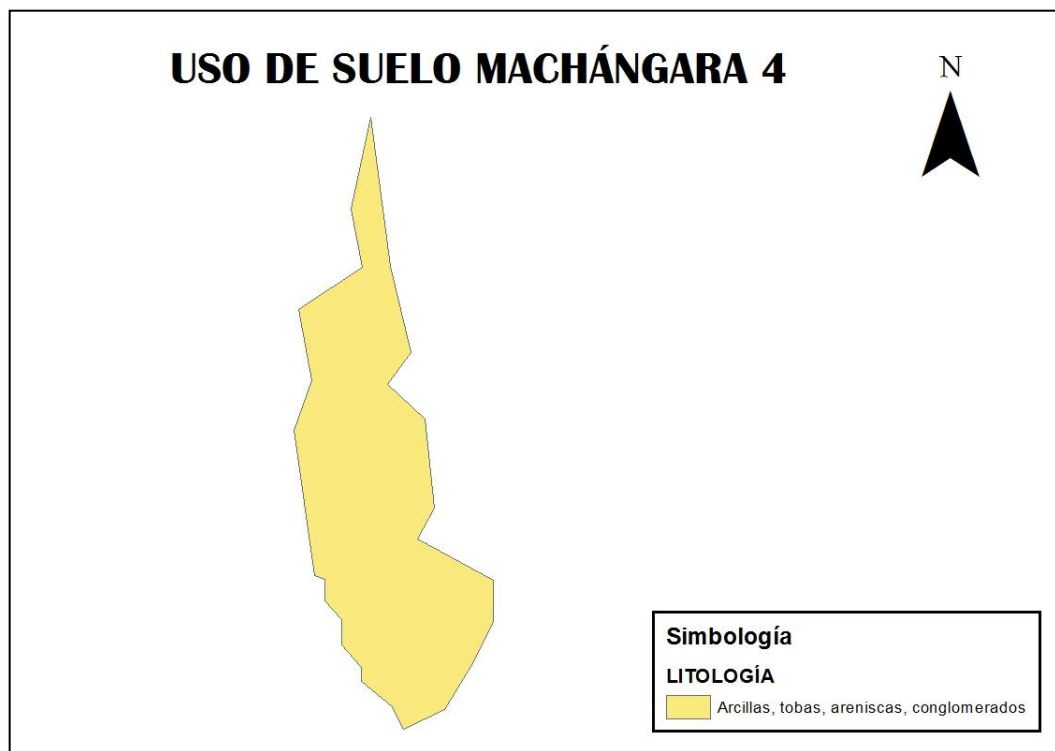 USO DE SUELO MACHÁNGARA 4
N
Simbología
LITOLOGÍA
Arcillas, tobas, areniscas, conglomerados